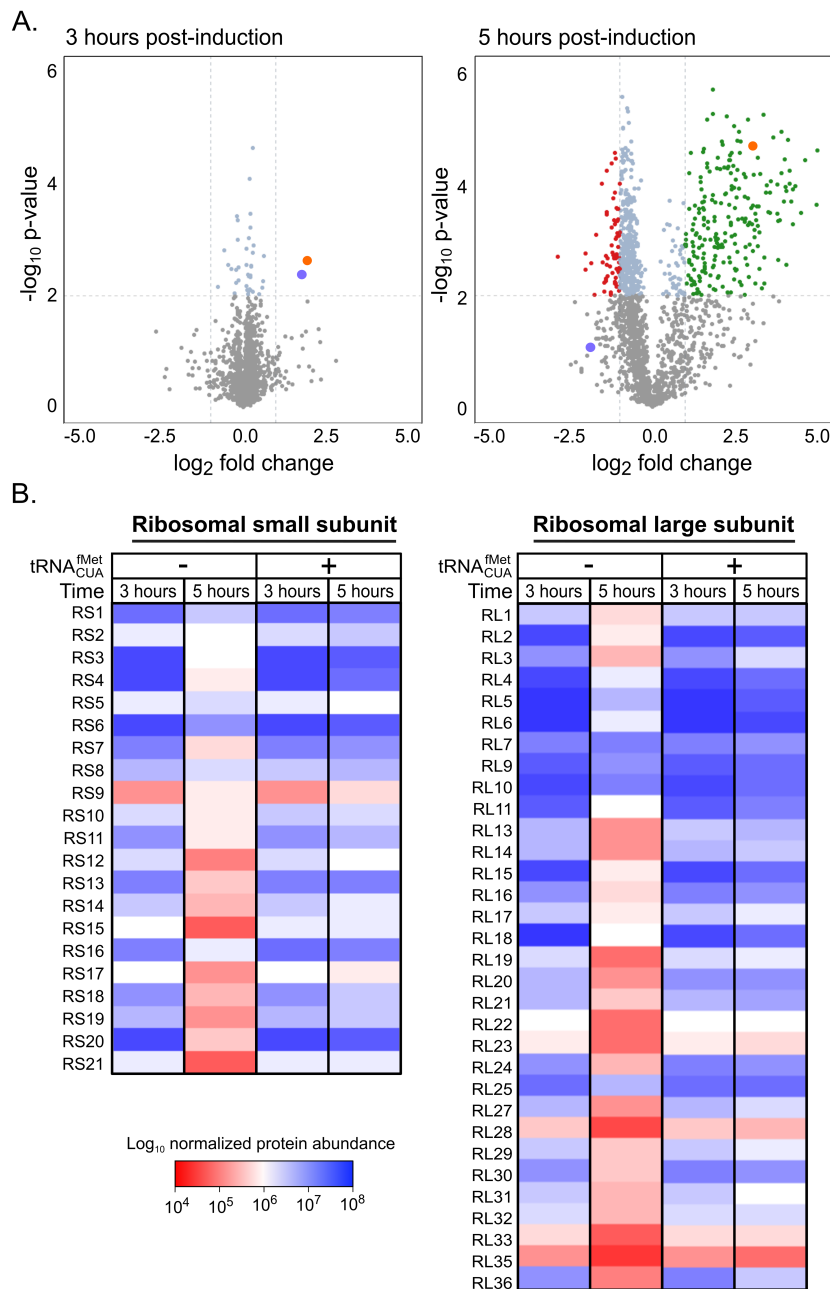 A.
3 hours post-induction
6
4
2
0
-log10 p-value
-5.0 -2.5 0.0 2.5 5.0
log2 fold change
5 hours post-induction
6
4
2
0
-log10 p-value
-5.0 -2.5 0.0 2.5 5.0
log2 fold change
B.
Ribosomal small subunit
tRNA fMet CUA - +
Time 3 hours 5 hours 3 hours 5 hours
RS1
RS2
RS3
RS4
RS5
RS6
RS7
RS8
RS9
RS10
RS11
RS12
RS13
RS14
RS15
RS16
RS17
RS18
RS19
RS20
RS21
Log10 normalized protein abundance
10^4 10^5 10^6 10^7 10^8
Ribosomal large subunit
tRNA fMet CUA - +
Time 3 hours 5 hours 3 hours 5 hours
RL1
RL2
RL3
RL4
RL5
RL6
RL7
RL9
RL10
RL11
RL13
RL14
RL15
RL16
RL17
RL18
RL19
RL20
RL21
RL22
RL23
RL24
RL25
RL27
RL28
RL29
RL30
RL31
RL32
RL33
RL35
RL36